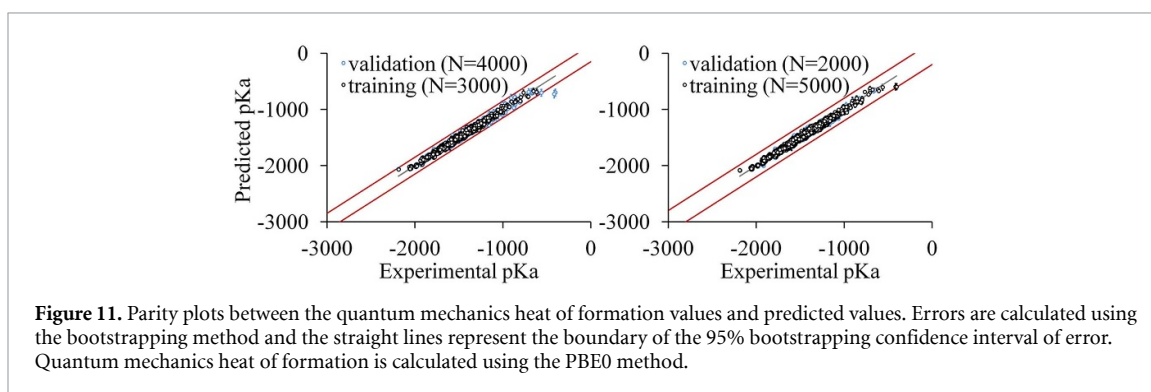 0
validation (N=4000)
training (N=3000)
-1000
-2000
-3000
Predicted pKa
-3000 -2000 -1000 0
Experimental pKa
0
validation (N=2000)
training (N=5000)
-1000
-2000
-3000
-3000 -2000 -1000 0
Experimental pKa
Figure 11. Parity plots between the quantum mechanics heat of formation values and predicted values. Errors are calculated using
the bootstrapping method and the straight lines represent the boundary of the 95% bootstrapping confidence interval of error.
Quantum mechanics heat of formation is calculated using the PBE0 method.